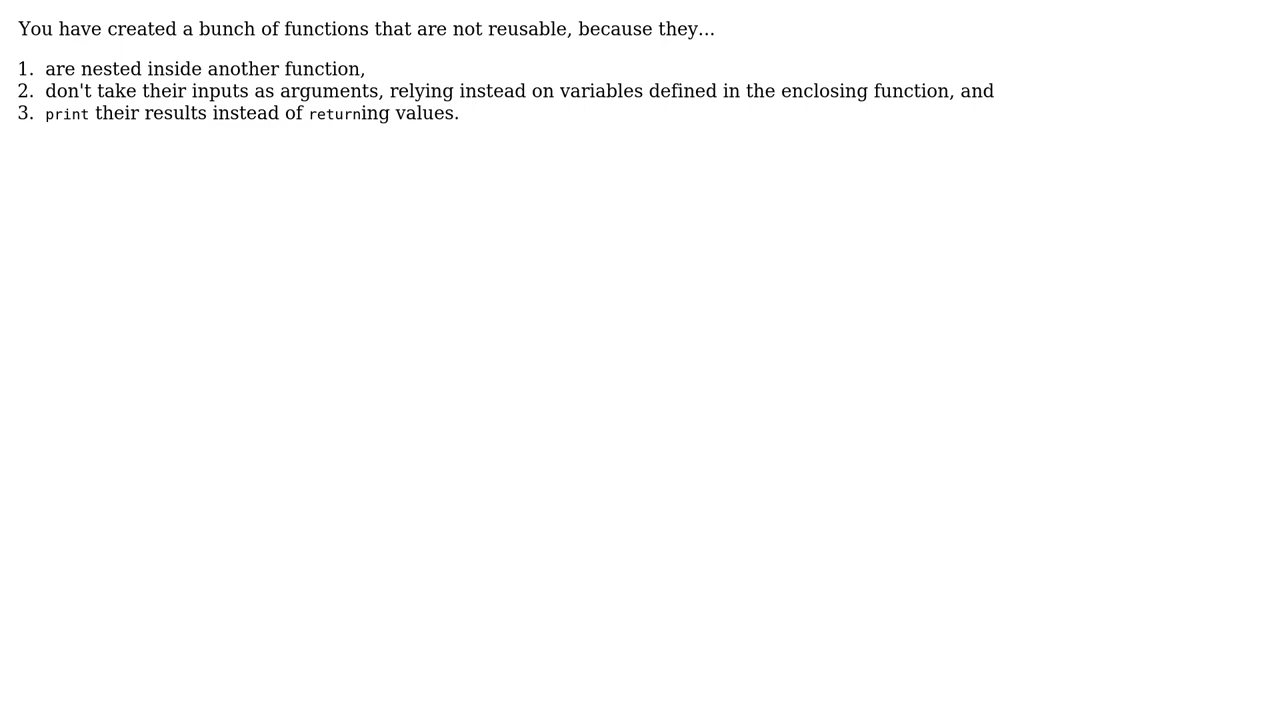 You have created a bunch of functions that are not reusable, because they...
1. are nested inside another function,
2. don't take their inputs as arguments, relying instead on variables defined in the enclosing function, and
3. print their results instead of returning values.